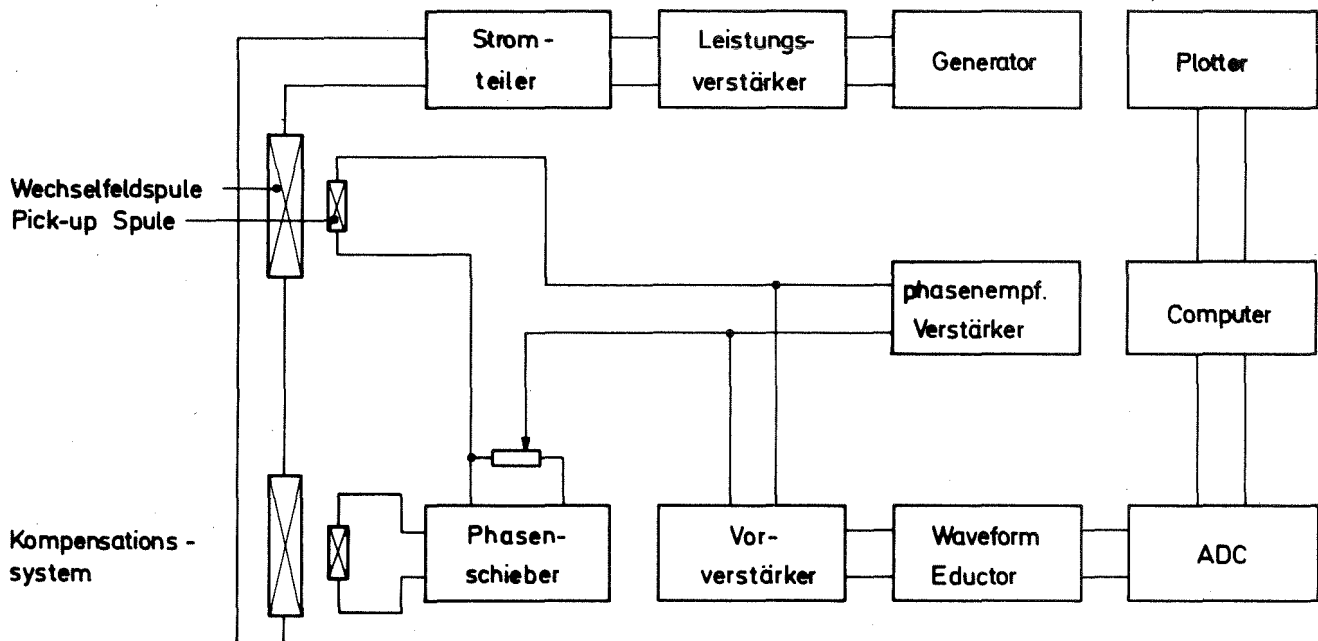 Strom-
teiler
Leistungs-
verstärker
Generator
Plotter
Wechselfeldspule
Pick-up Spule
phasenempf.
Verstärker
Computer
Kompensations-
system
Phasen-
schieber
Vor-
verstärker
Waveform
Eductor
ADC